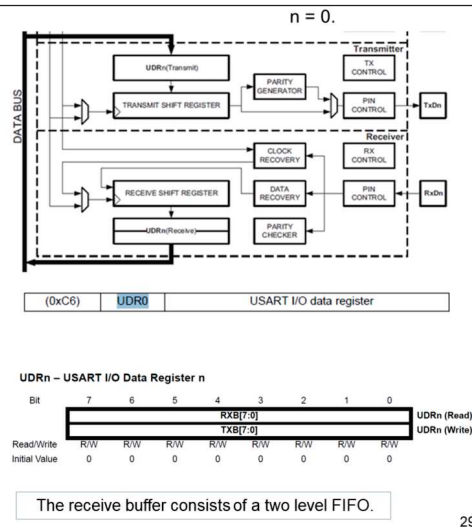 n = 0.
Transmitter
UDRn(Transmit)
TX
CONTROL
PARITY
GENERATOR
TRANSMIT SHIFT REGISTER
PIN
CONTROL
TxDn
DATA BUS
Receiver
CLOCK
RECOVERY
RX
CONTROL
RECEIVE SHIFT REGISTER
DATA
RECOVERY
PIN
CONTROL
RxDn
UDRn(Receive)
PARITY
CHECKER
(0xC6) UDR0 USART I/O data register
UDRn – USART I/O Data Register n
Bit 7 6 5 4 3 2 1 0
RXB[7:0] UDRn (Read)
TXB[7:0] UDRn (Write)
Read/Write R/W R/W R/W R/W R/W R/W R/W R/W
Initial Value 0 0 0 0 0 0 0 0
The receive buffer consists of a two level FIFO.
29